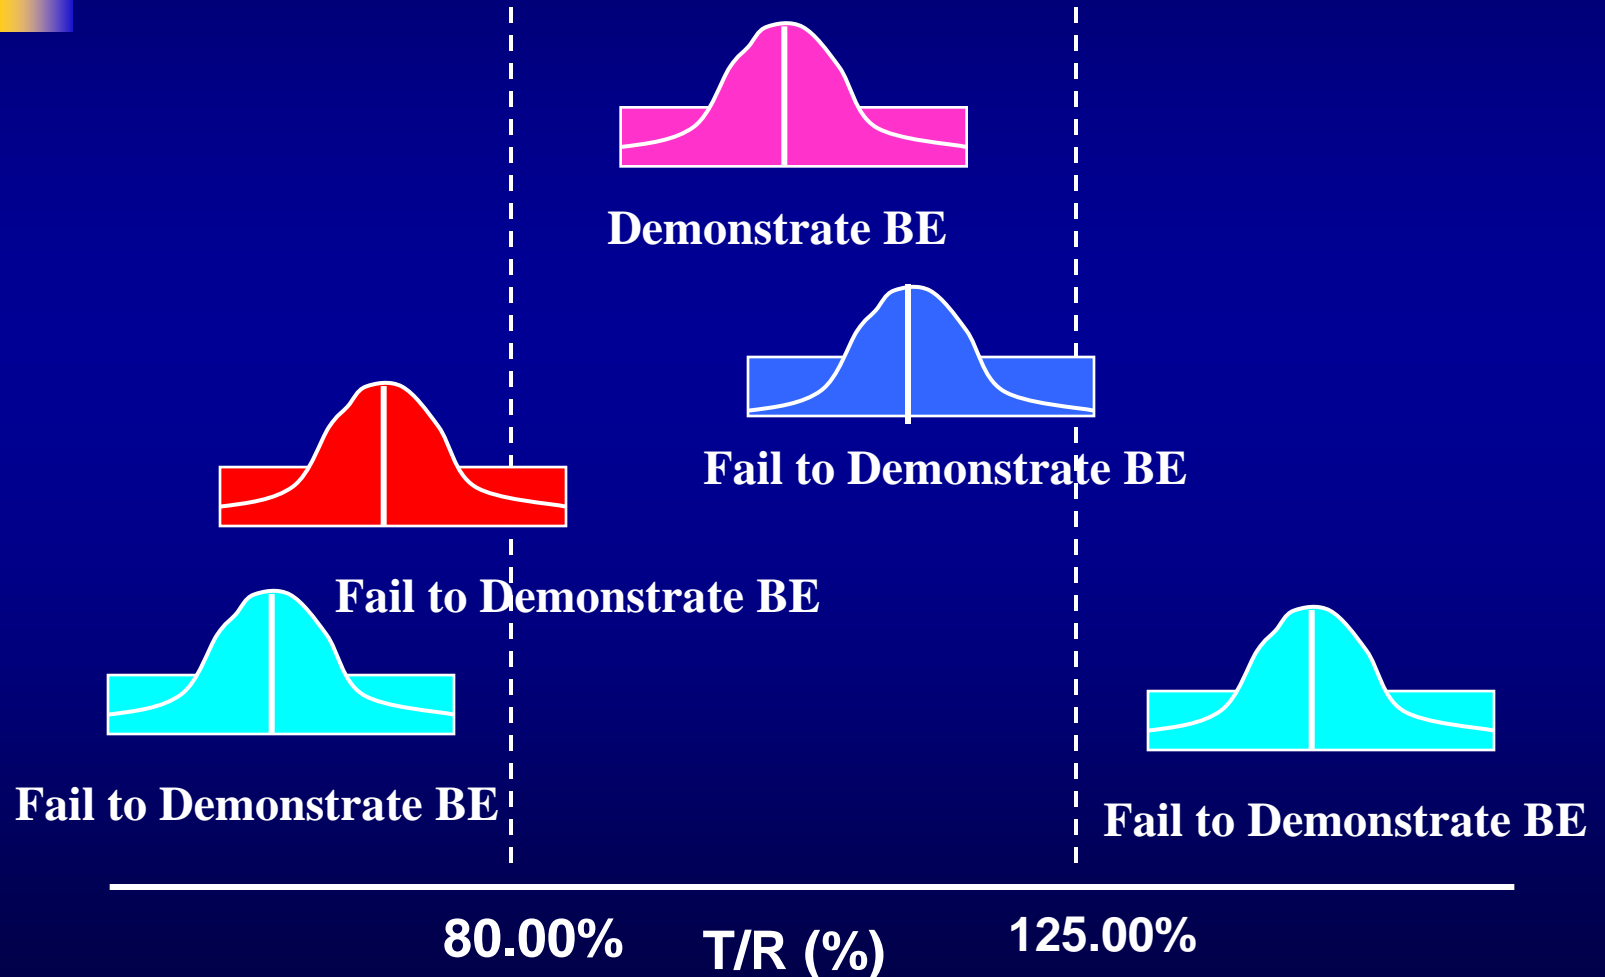 Demonstrate BE
Fail to Demonstrate BE
Fail to Demonstrate BE
Fail to Demonstrate BE
Fail to Demonstrate BE
80.00%
T/R (%)
125.00%